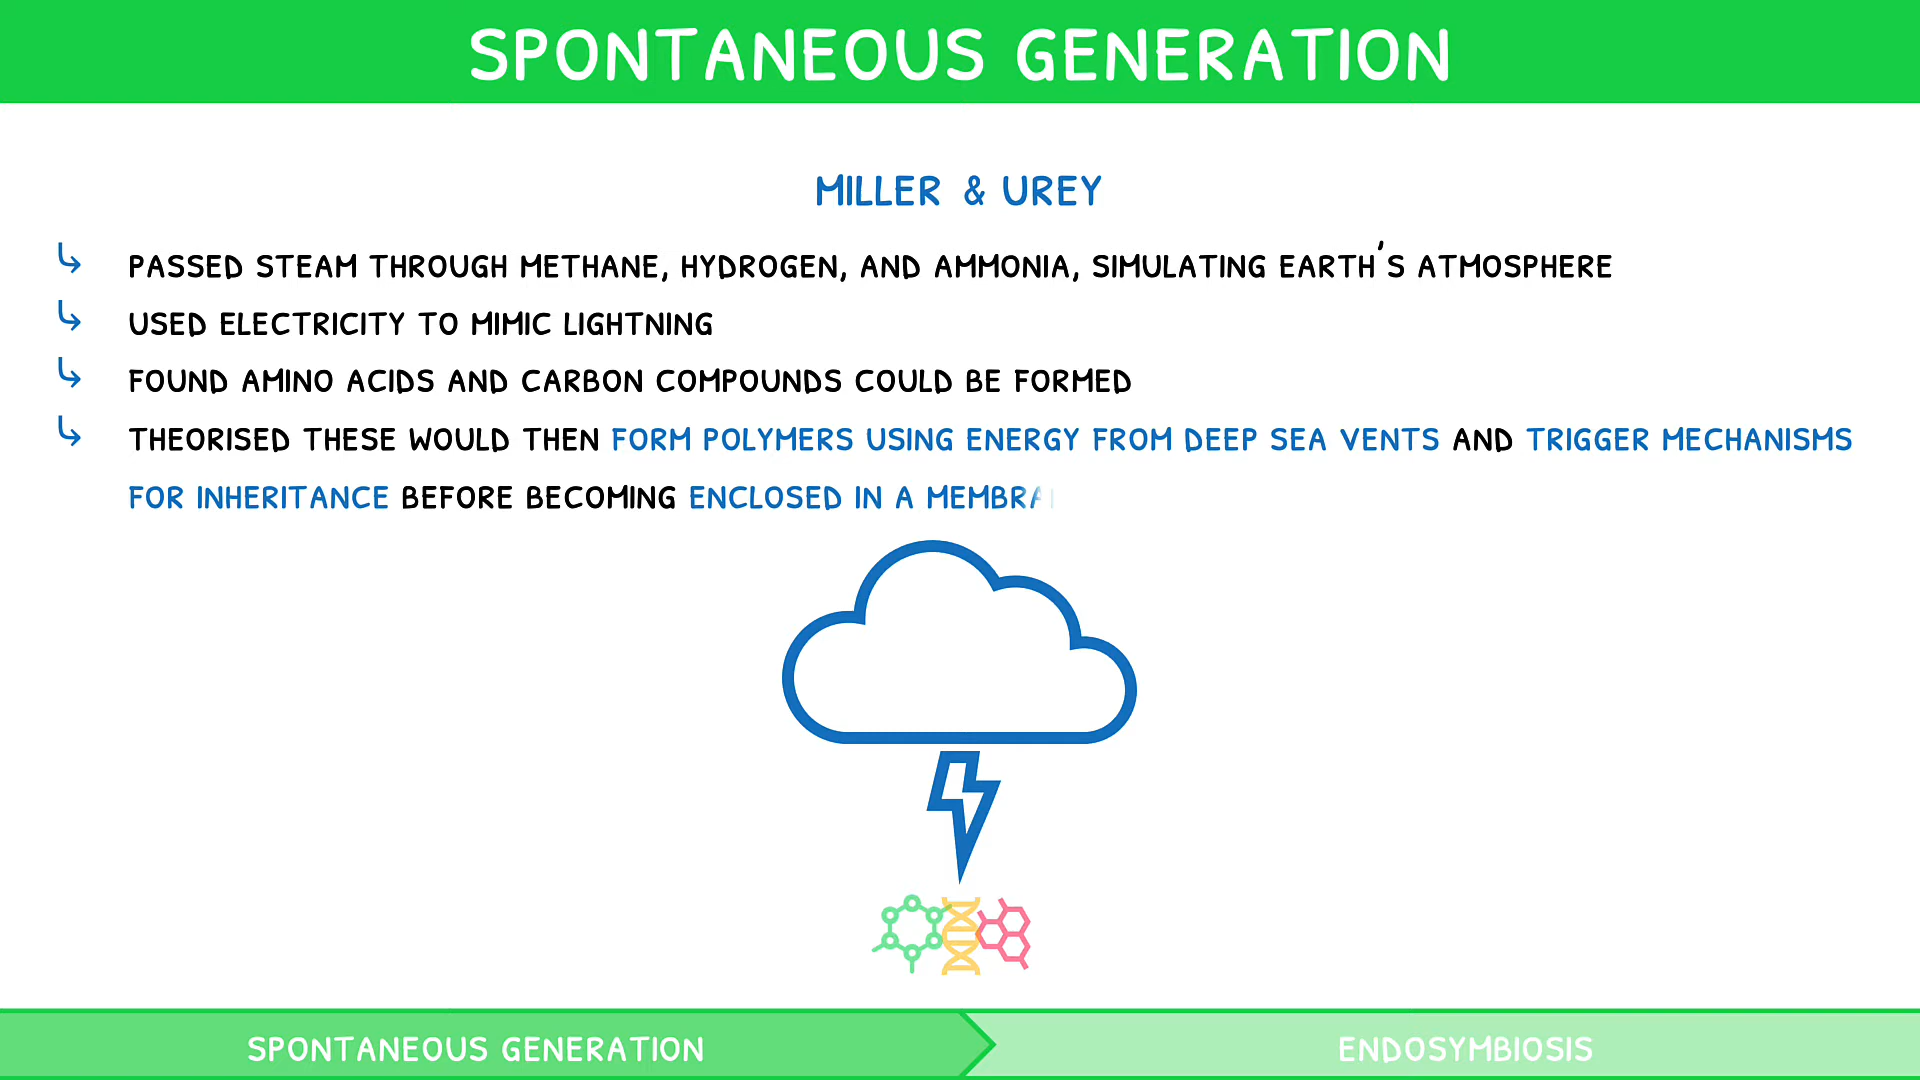 SPONTANEOUS GENERATION
MILLER & UREY
PASSED STEAM THROUGH METHANE, HYDROGEN, AND AMMONIA, SIMULATING EARTH'S ATMOSPHERE
USED ELECTRICITY TO MIMIC LIGHTNING
FOUND AMINO ACIDS AND CARBON COMPOUNDS COULD BE FORMED
THEORISED THESE WOULD THEN FORM POLYMERS USING ENERGY FROM DEEP SEA VENTS AND TRIGGER MECHANISMS
FOR INHERITANCE BEFORE BECOMING ENCLOSED IN A MEMBRA
SPONTANEOUS GENERATION
ENDOSYMBIOSIS